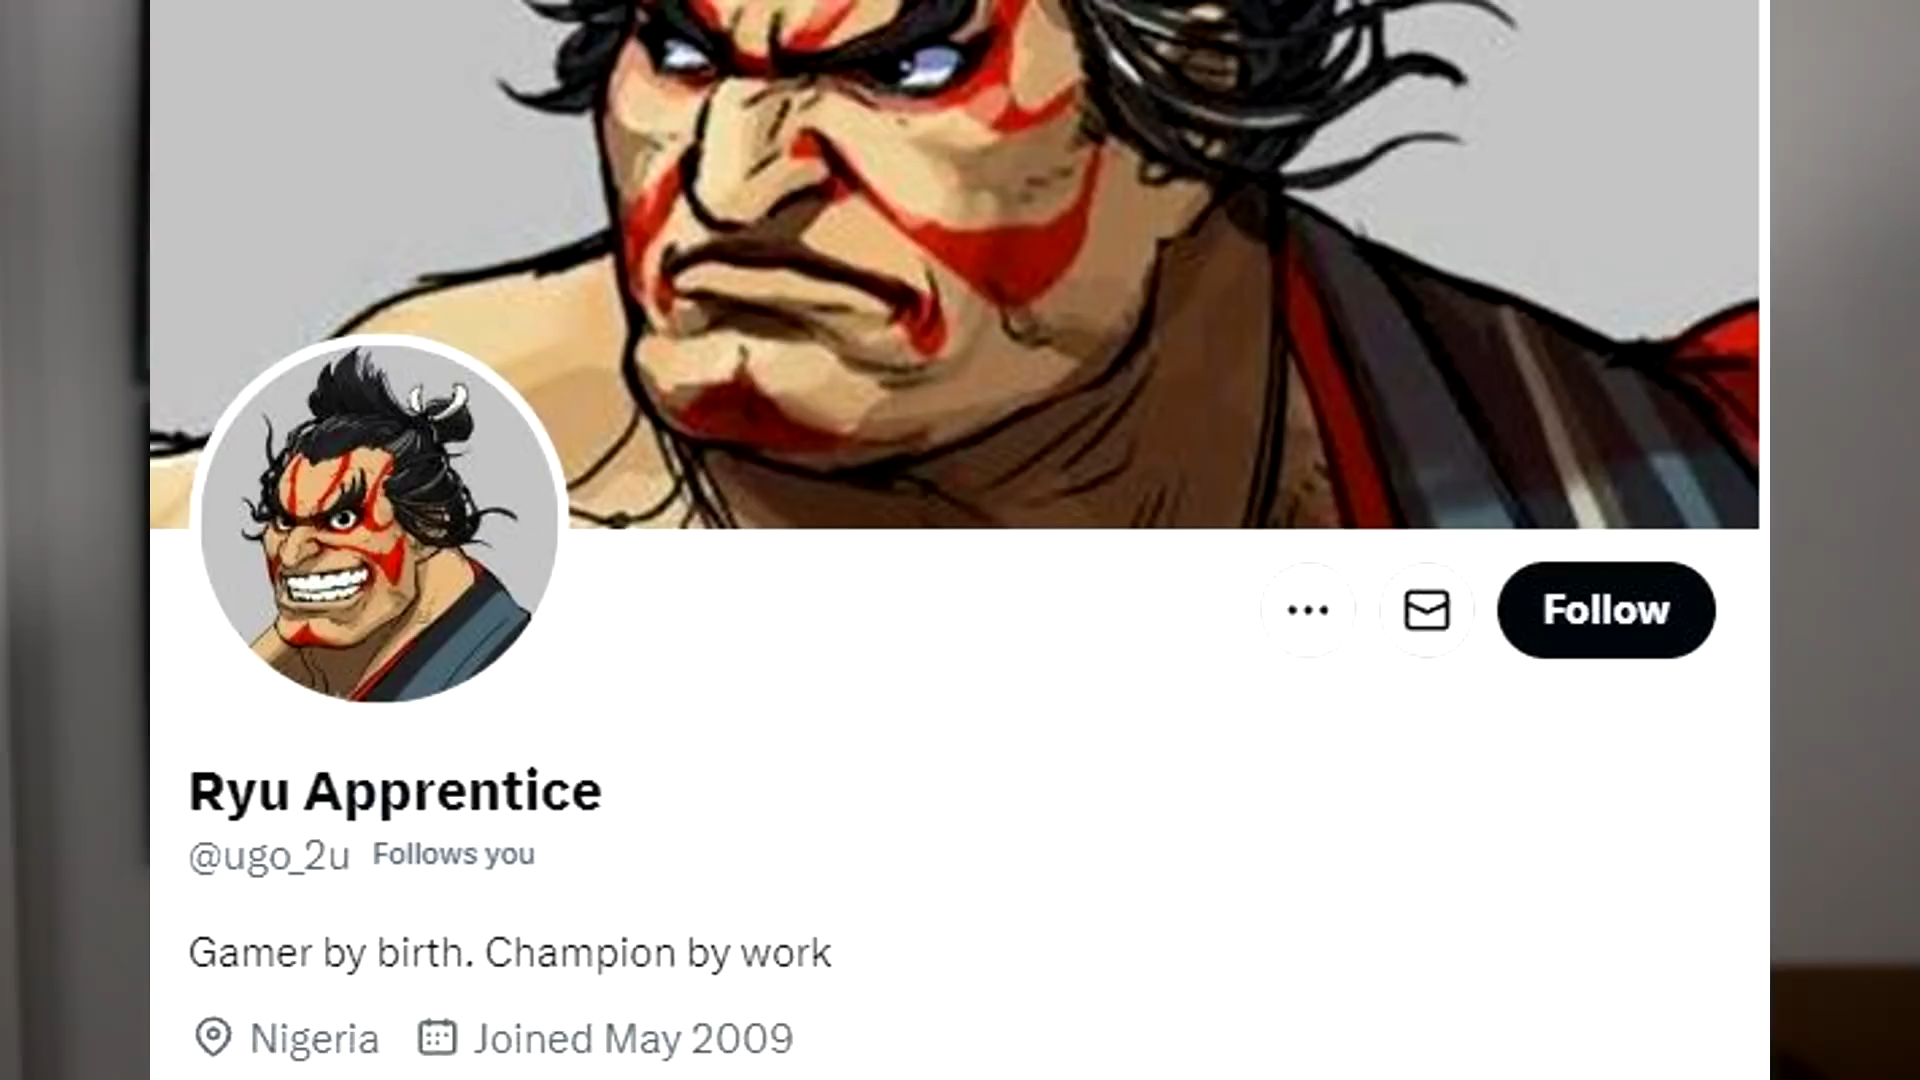 Follow
Ryu Apprentice
@ugo_2u Follows you
Gamer by birth. Champion by work
Nigeria Joined May 2009